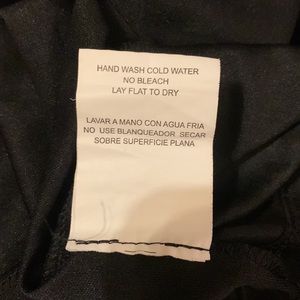 HAND WASH COLD WATER
NO BLEACH
LAY FLAT TO DRY
LAVAR A MANO CON AGUA FRIA
NO USE BLANQUEADOR. SECAR
SOBRE SUPERFICIE PLANA